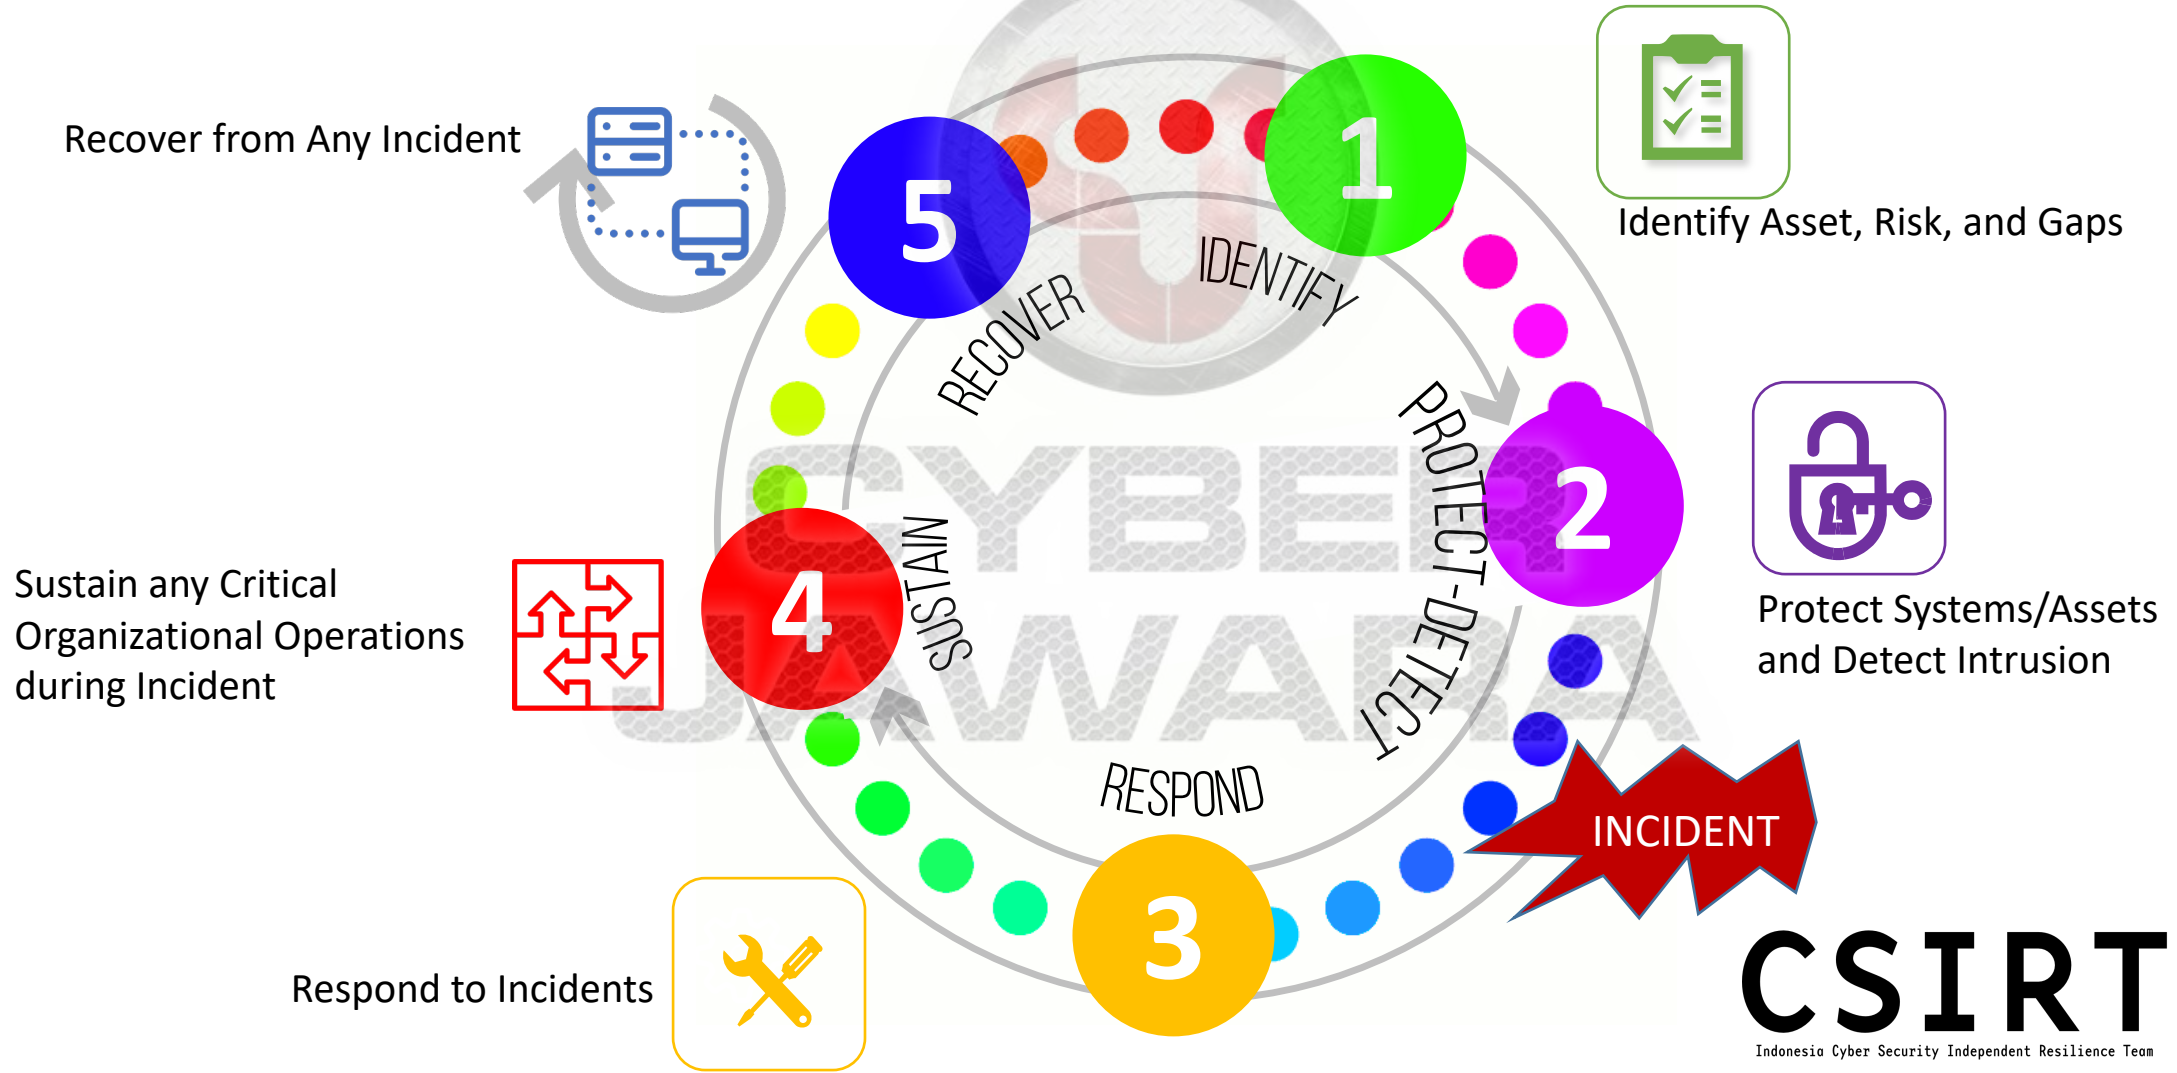 1
Identify Asset, Risk, and Gaps
IDENTIFY
2
Protect Systems/Assets
and Detect Intrusion
PROTECT-DETECT
INCIDENT
3
Respond to Incidents
RESPOND
4
Sustain any Critical
Organizational Operations
during Incident
SUSTAIN
5
Recover from Any Incident
RECOVER
CYBER
JAWARA
CSIRT
Indonesia Cyber Security Independent Resilience Team